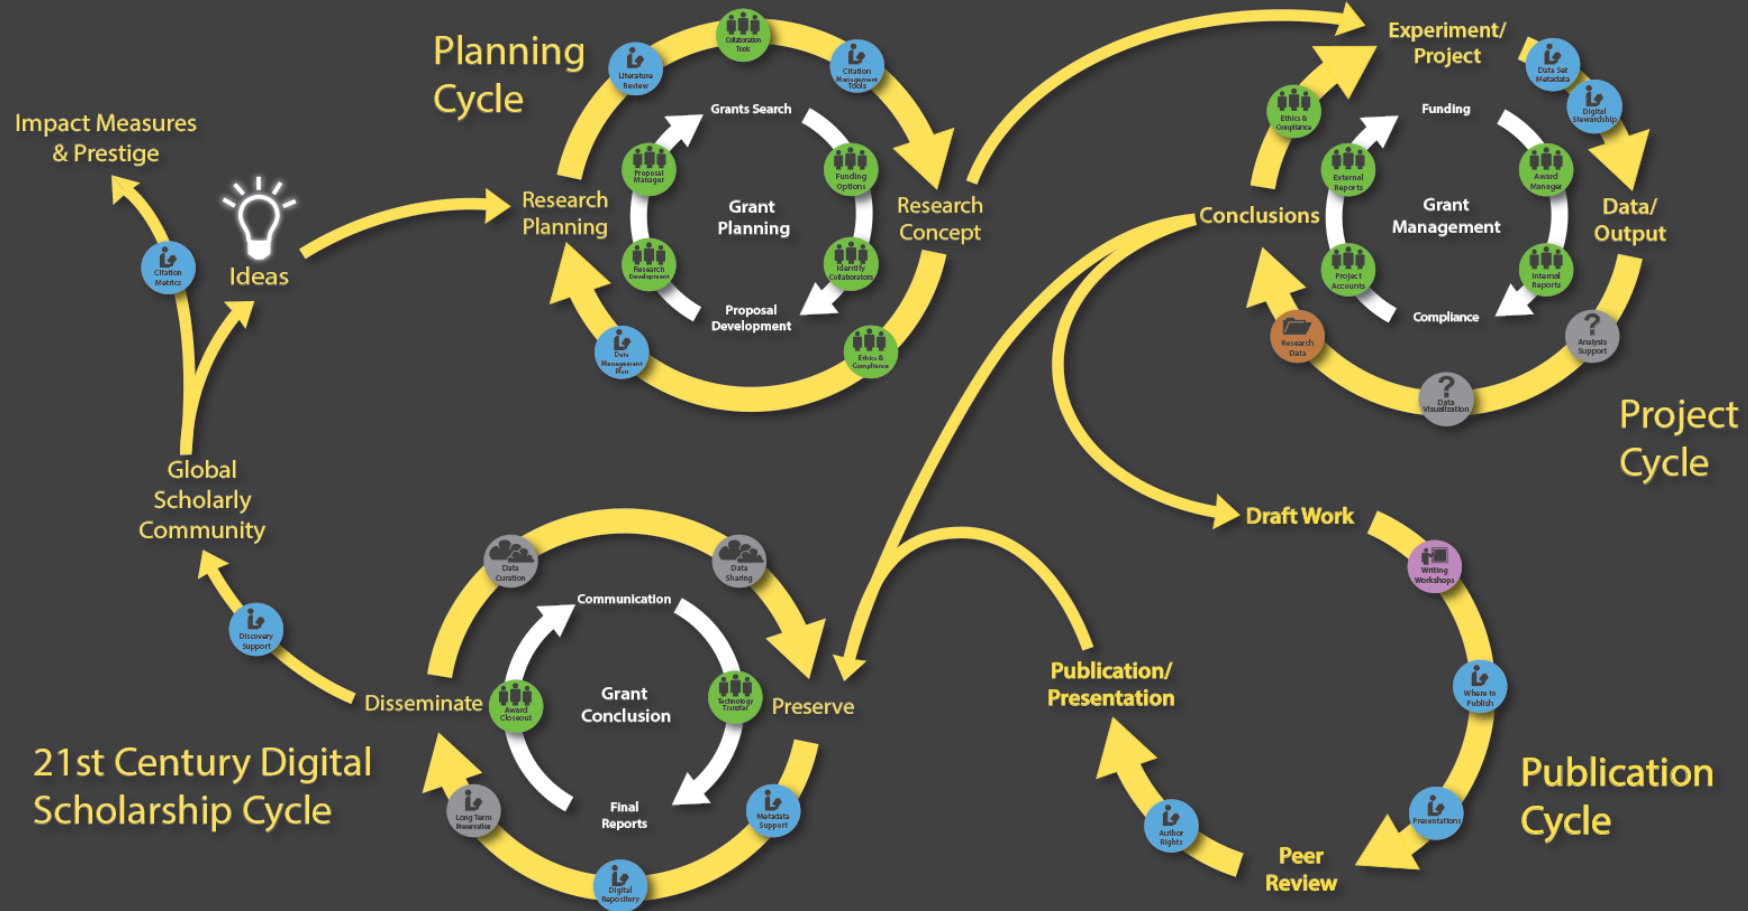 Planning
Cycle
Literature
Review
Collaboration
Tools
Citation
Management
Tools
Grants Search
Proposal
Manager
Funding
Options
Research
Planning
Grant
Planning
Research
Concept
Research
Development
Identify
Collaborators
Proposal
Development
Data
Management
Plan
Ethics &
Compliance
Impact Measures
& Prestige
Citation
Metrics
Ideas
Global
Scholarly
Community
Discovery
Support
Experiment/
Project
Data Set
Metadata
Digital
Stewardship
Ethics &
Compliance
Funding
External
Reports
Award
Manager
Conclusions
Grant
Management
Data/
Output
Project
Accounts
Internal
Reports
Compliance
Research
Data
Analysis
Support
Data
Visualization
Project
Cycle
Draft Work
Writing
Workshops
Where to
Publish
Publication/
Presentation
Presentations
Author
Rights
Peer
Review
Publication
Cycle
Data
Curation
Data
Sharing
Communication
Disseminate
Award
Closeout
Grant
Conclusion
Technology
Transfer
Preserve
Final
Reports
Long Term
Preservation
Metadata
Support
Digital
Repository
21st Century Digital
Scholarship Cycle